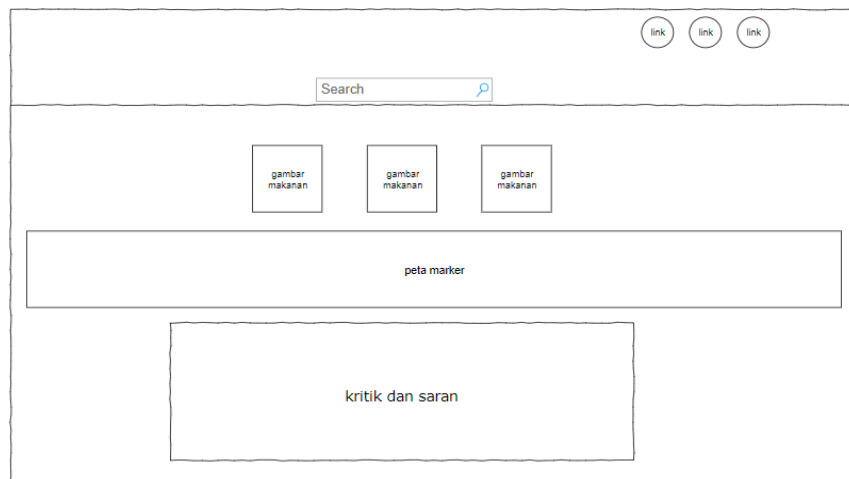 link
link
link
Search
gambar
makanan
gambar
makanan
gambar
makanan
peta marker
kritik dan saran